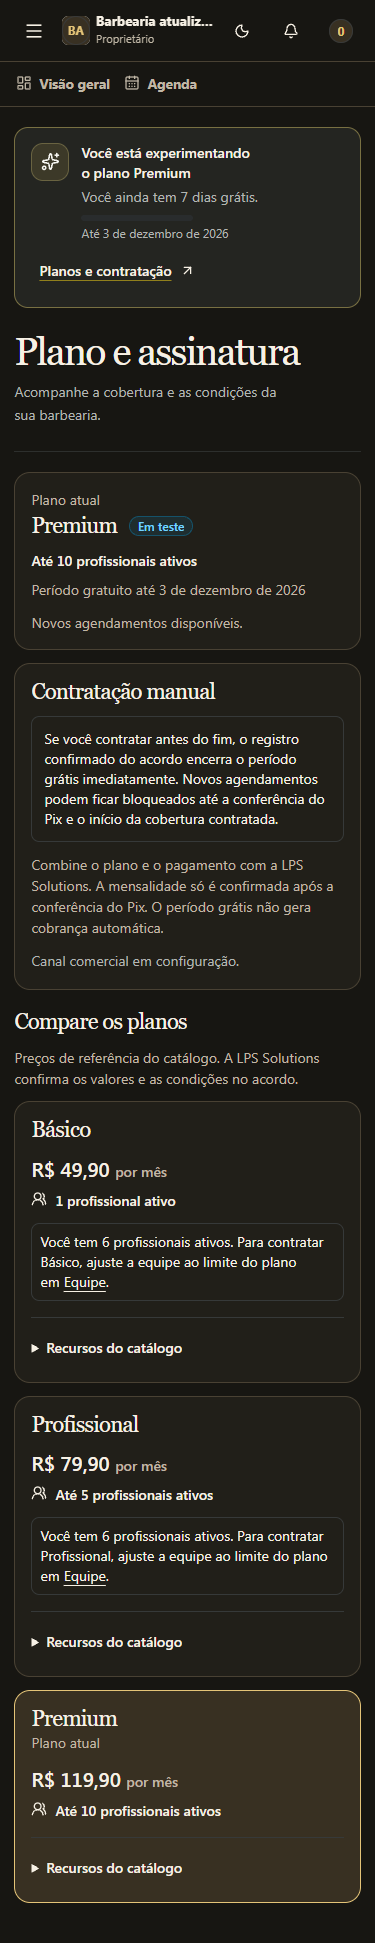 BA
Barbearia atualiz...
Proprietário
0
Visão geral
Agenda
Você está experimentando
o plano Premium
Você ainda tem 7 dias grátis.
Até 3 de dezembro de 2026
Planos e contratação
Plano e assinatura
Acompanhe a cobertura e as condições da
sua barbearia.
Plano atual
Premium
Em teste
Até 10 profissionais ativos
Período gratuito até 3 de dezembro de 2026
Novos agendamentos disponíveis.
Contratação manual
Se você contratar antes do fim, o registro
confirmado do acordo encerra o período
grátis imediatamente. Novos agendamentos
podem ficar bloqueados até a conferência do
Pix e o início da cobertura contratada.
Combine o plano e o pagamento com a LPS
Solutions. A mensalidade só é confirmada após a
conferência do Pix. O período grátis não gera
cobrança automática.
Canal comercial em configuração.
Compare os planos
Preços de referência do catálogo. A LPS Solutions
confirma os valores e as condições no acordo.
Básico
R$ 49,90 por mês
1 profissional ativo
Você tem 6 profissionais ativos. Para contratar
Básico, ajuste a equipe ao limite do plano
em Equipe.
Recursos do catálogo
Profissional
R$ 79,90 por mês
Até 5 profissionais ativos
Você tem 6 profissionais ativos. Para contratar
Profissional, ajuste a equipe ao limite do plano
em Equipe.
Recursos do catálogo
Premium
Plano atual
R$ 119,90 por mês
Até 10 profissionais ativos
Recursos do catálogo